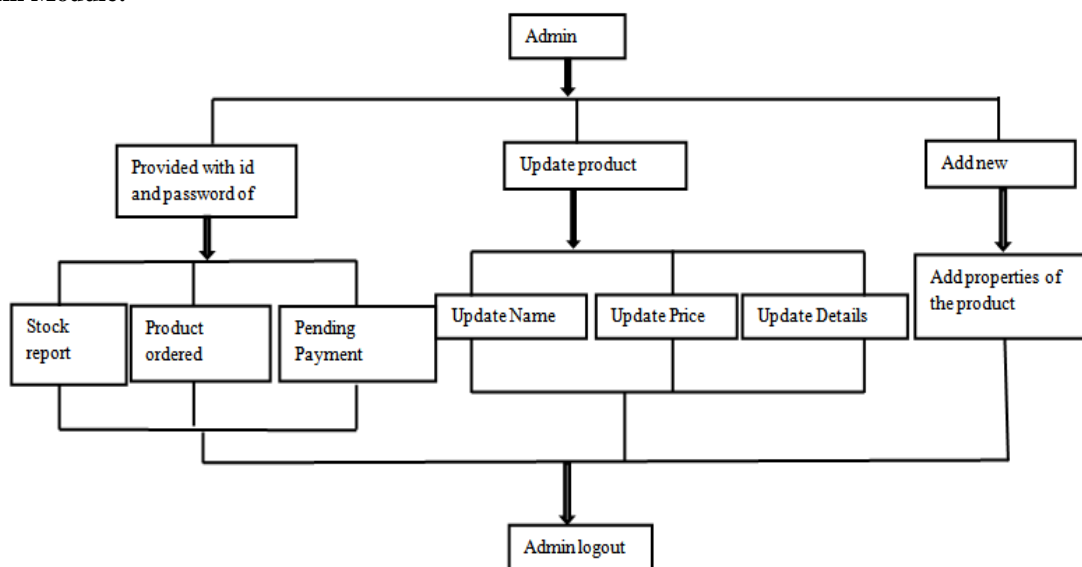 Admin
Provided with id
and password of
Update product
Add new
Stock
report
Product
ordered
Pending
Payment
Update Name
Update Price
Update Details
Add properties of
the product
Admin logout